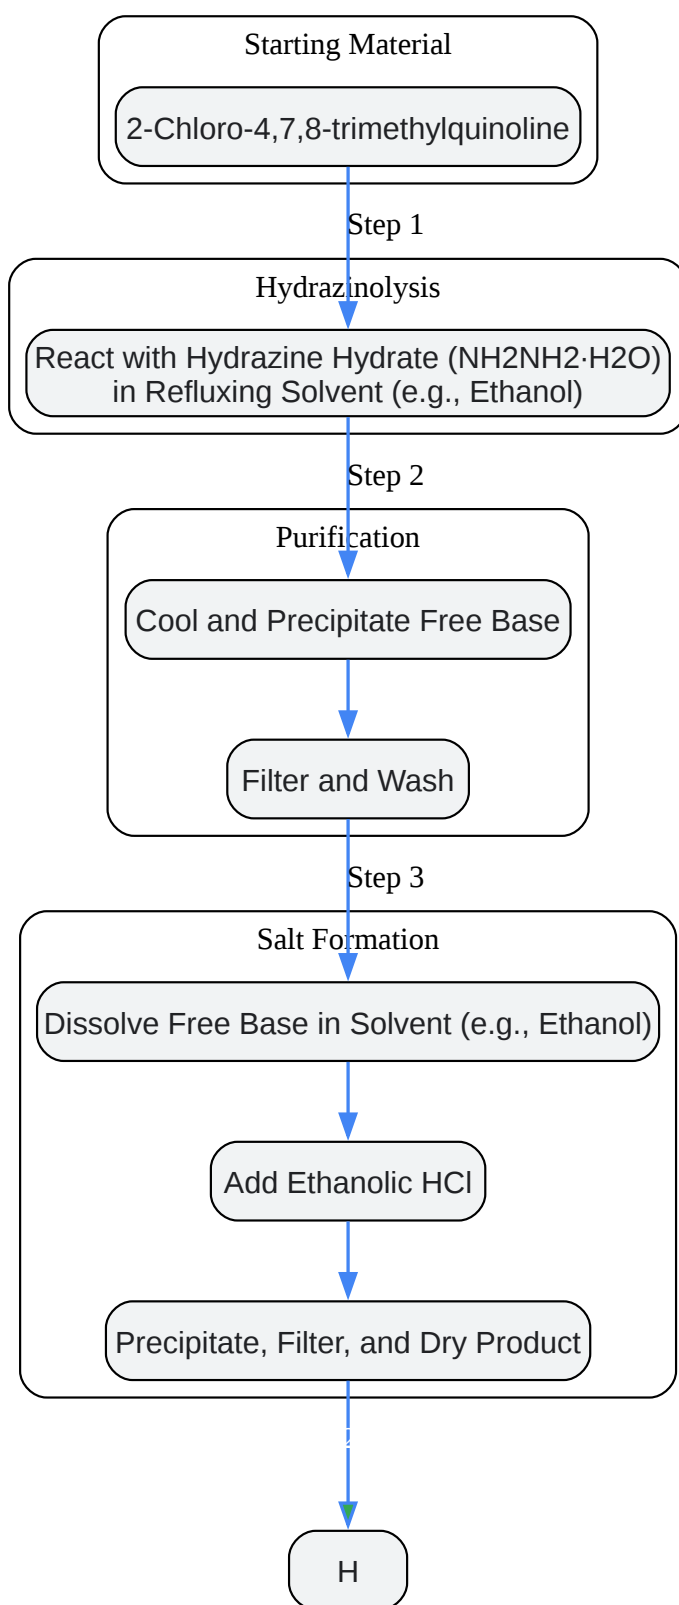 Starting Material
2-Chloro-4,7,8-trimethylquinoline
Step 1
Hydrazinolysis
React with Hydrazine Hydrate (NH2NH2·H2O)
in Refluxing Solvent (e.g., Ethanol)
Step 2
Purification
Cool and Precipitate Free Base
Filter and Wash
Step 3
Salt Formation
Dissolve Free Base in Solvent (e.g., Ethanol)
Add Ethanolic HCl
Precipitate, Filter, and Dry Product
H